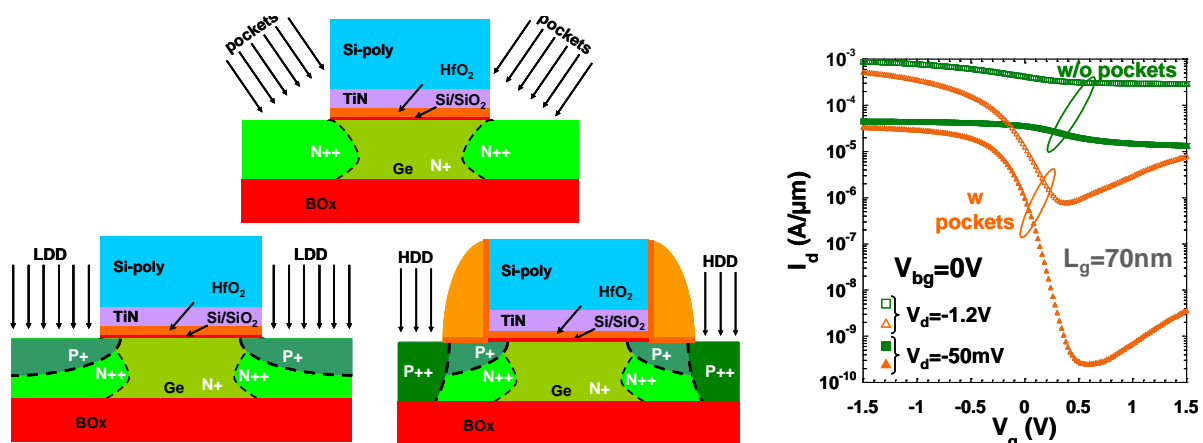 pockets
pockets
Si-poly
HfO2
TiN
Si/SiO2
N++
N++
Ge
N+
BOx
LDD
LDD
Si-poly
HfO2
TiN
Si/SiO2
P+
P+
N++
N++
Ge
N+
BOx
HDD
HDD
Si-poly
HfO2
TiN
Si/SiO2
P++
P+
P+
P++
N++
N++
Ge
N+
BOx
Id (A/µm)
10-3
10-4
10-5
10-6
10-7
10-8
10-9
10-10
w/o pockets
w
pockets
Vbg=0V
Lg=70nm
Vd=-1.2V
Vd=-50mV
-1.5 -1 -0.5 0 0.5 1 1.5
Vg (V)